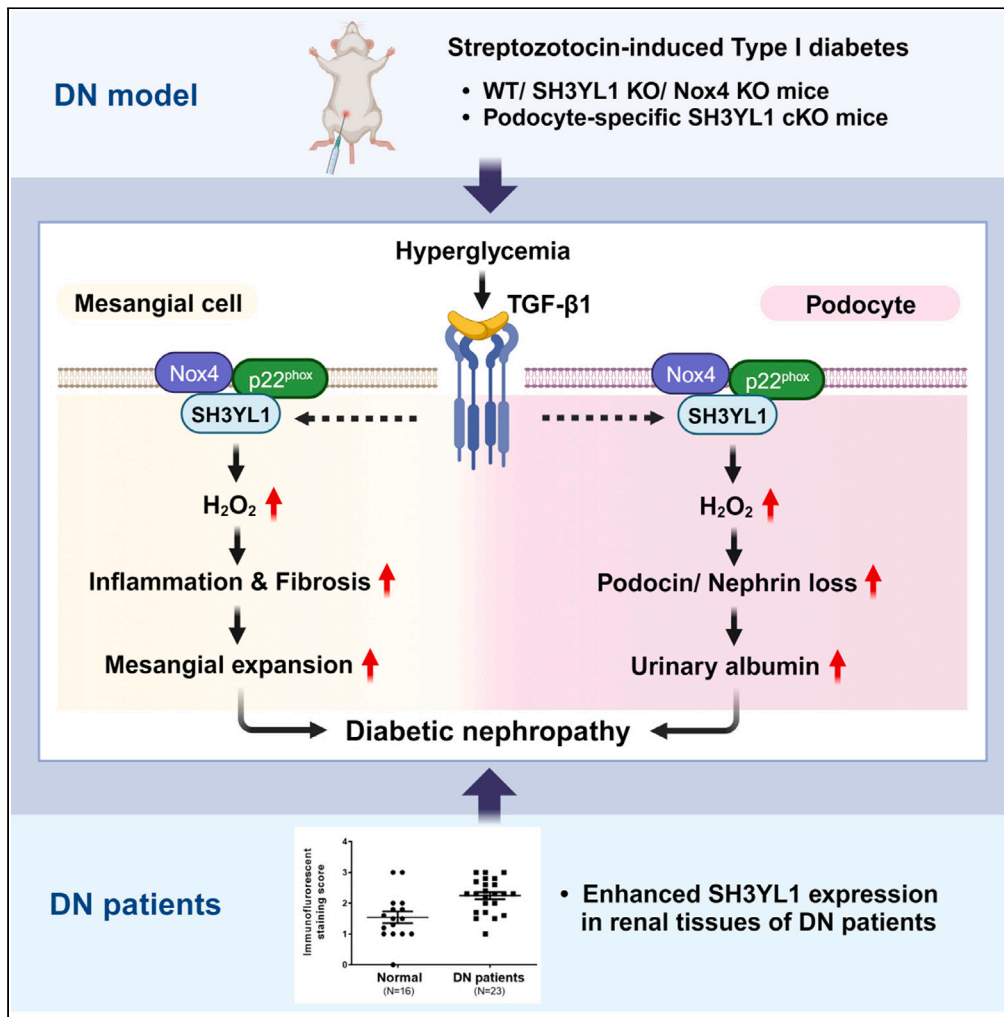 DN model
Streptozotocin-induced Type I diabetes
• WT/ SH3YL1 KO/ Nox4 KO mice
• Podocyte-specific SH3YL1 cKO mice
Hyperglycemia
TGF-β1
Mesangial cell
Podocyte
Nox4
p22phox
SH3YL1
Nox4
p22phox
SH3YL1
H2O2
H2O2
Inflammation & Fibrosis
Podocin/ Nephrin loss
Mesangial expansion
Urinary albumin
Diabetic nephropathy
DN patients
Immunoflurorescent
staining score
4
3
2
1
0
Normal
(N=16)
DN patients
(N=23)
• Enhanced SH3YL1 expression
in renal tissues of DN patients